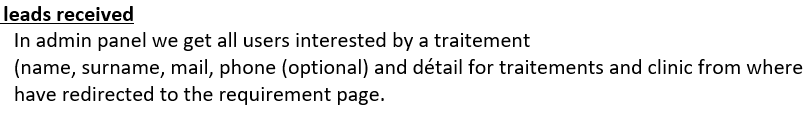 leads received
In admin panel we get all users interested by a traitement
(name, surname, mail, phone (optional) and détail for traitements and clinic from where
have redirected to the requirement page.